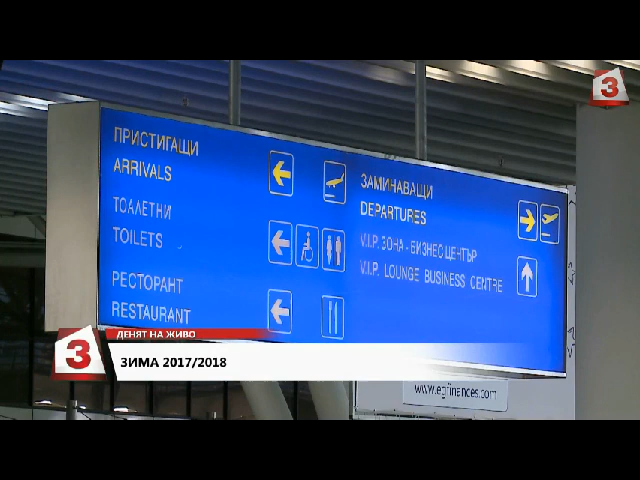 3
ПРИСТИГАЩИ
ARRIVALS
ТОАЛЕТНИ
TOILETS
РЕСТОРАНТ
RESTAURANT
ЗАМИНАВАЩИ
DEPARTURES
V.I.P. ЗОНА - БИЗНЕС ЦЕНТЪР
V.I.P. LOUNGE BUSINESS CENTRE
ДЕНЯТ НА ЖИВО
3
ЗИМА 2017/2018
www.egfinances.com